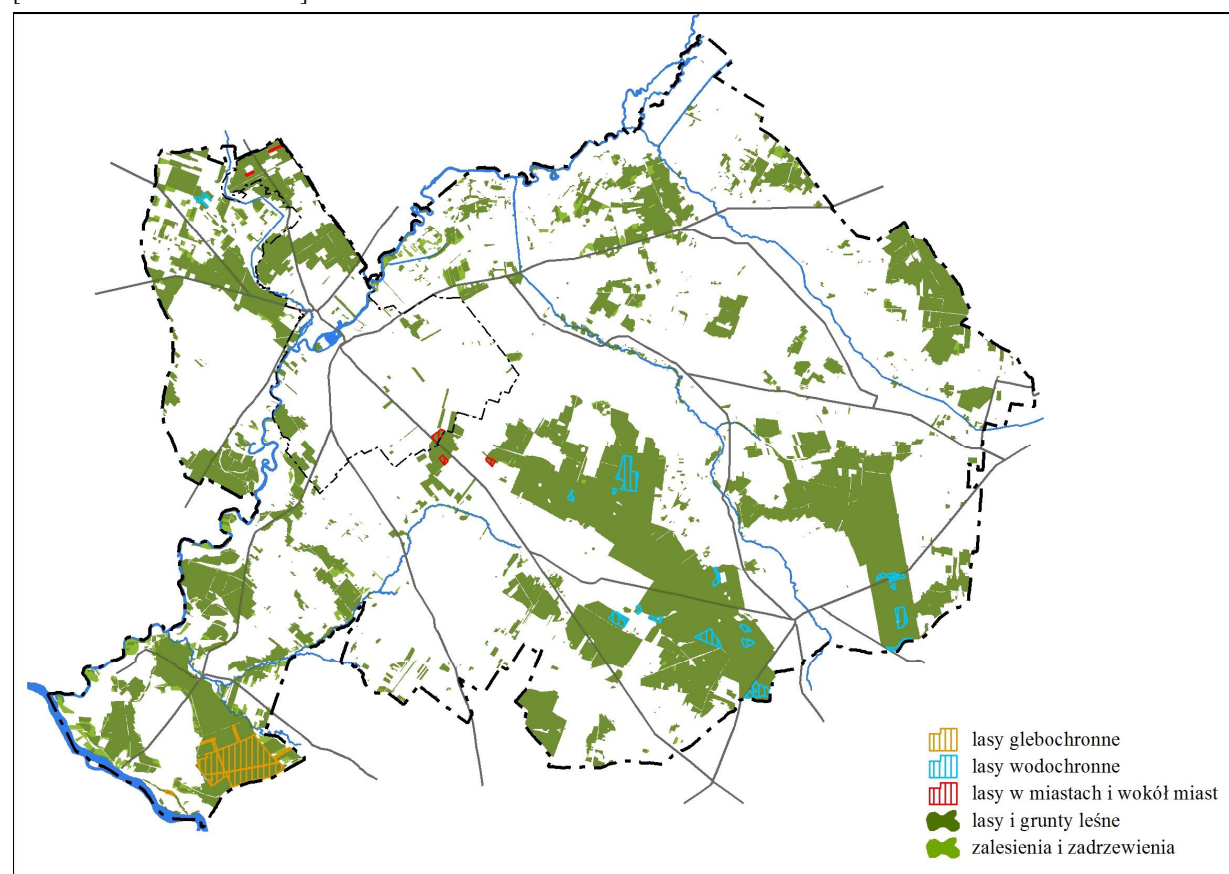 lasy glebochronne
lasy wodochronne
lasy w miastach i wokół miast
lasy i grunty leśne
zalesienia i zadrzewienia